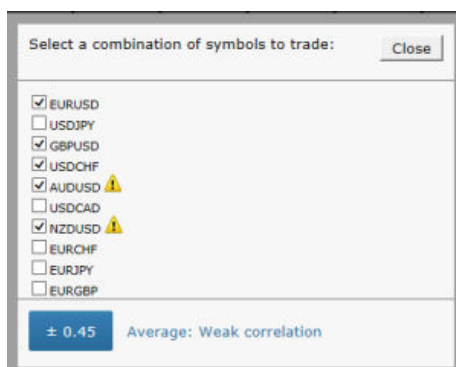 Select a combination of symbols to trade:
Close
EURUSD
USDJPY
GBPUSD
USDCHF
AUDUSD
USDCAD
NZDUSD
EURCHF
EURJPY
EURGBP
± 0.45
Average: Weak correlation